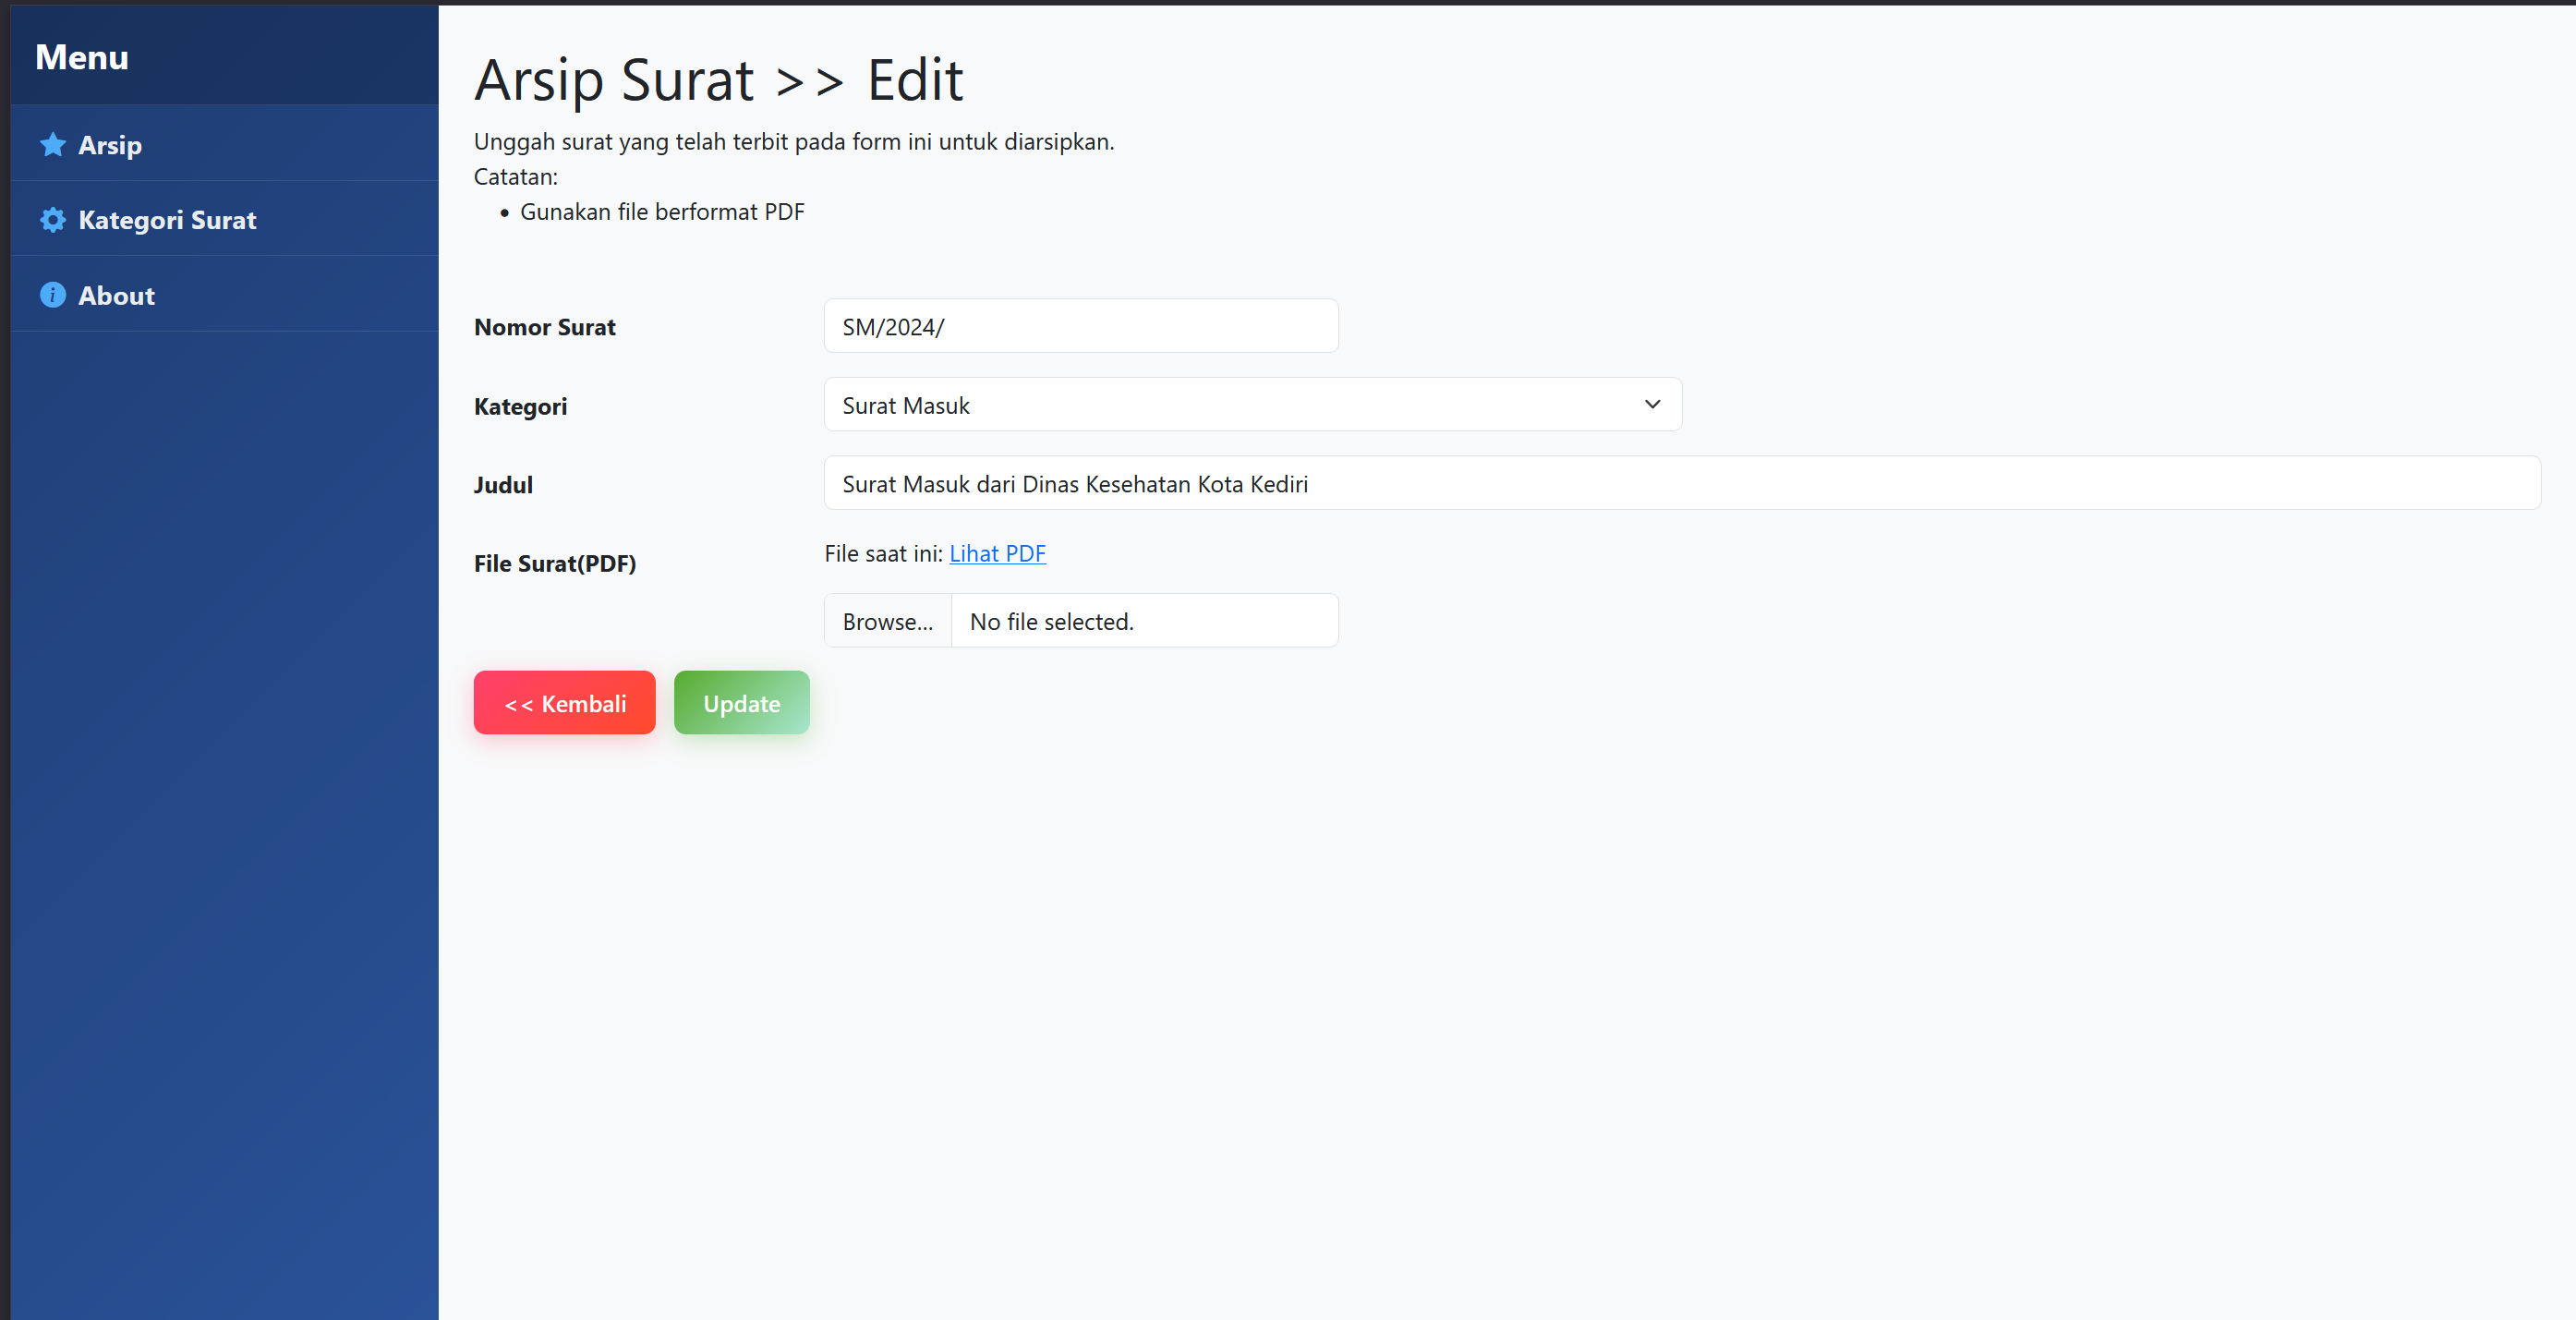 Menu
Arsip
Kategori Surat
About
Arsip Surat >> Edit
Unggah surat yang telah terbit pada form ini untuk diarsipkan.
Catatan:
• Gunakan file berformat PDF
Nomor Surat
SM/2024/
Kategori
Surat Masuk
Judul
Surat Masuk dari Dinas Kesehatan Kota Kediri
File Surat(PDF)
File saat ini: Lihat PDF
Browse... No file selected.
<< Kembali
Update